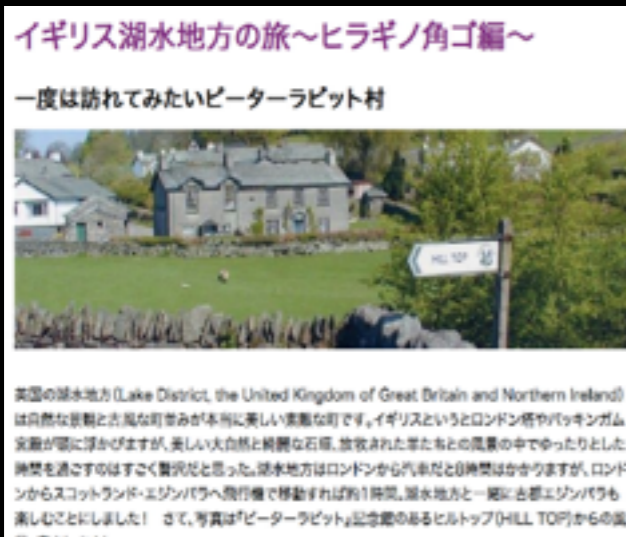 イギリス湖水地方の旅〜ヒラギノ角ゴ編〜
一度は訪れてみたいピーターラビット村
HILL TOP
英国の湖水地方(Lake District, the United Kingdom of Great Britain and Northern Ireland)
は自然な景観と古風な町並みが本当に美しい素敵な町です。イギリスというとロンドン塔やバッキンガム
宮殿が頭に浮かびますが、美しい大自然と綺麗な石垣、放牧された羊たちとの風景の中でゆったりとした
時間を過ごすのはすごく贅沢だと思った。湖水地方はロンドンから汽車だと8時間はかかりますが、ロンド
ンからスコットランド・エジンバラへ飛行機で移動すれば約1時間。湖水地方と一緒に古都エジンバラも
楽しむことにしました! さて、写真は「ピーターラビット」記念館のあるヒルトップ(HILL TOP)からの風